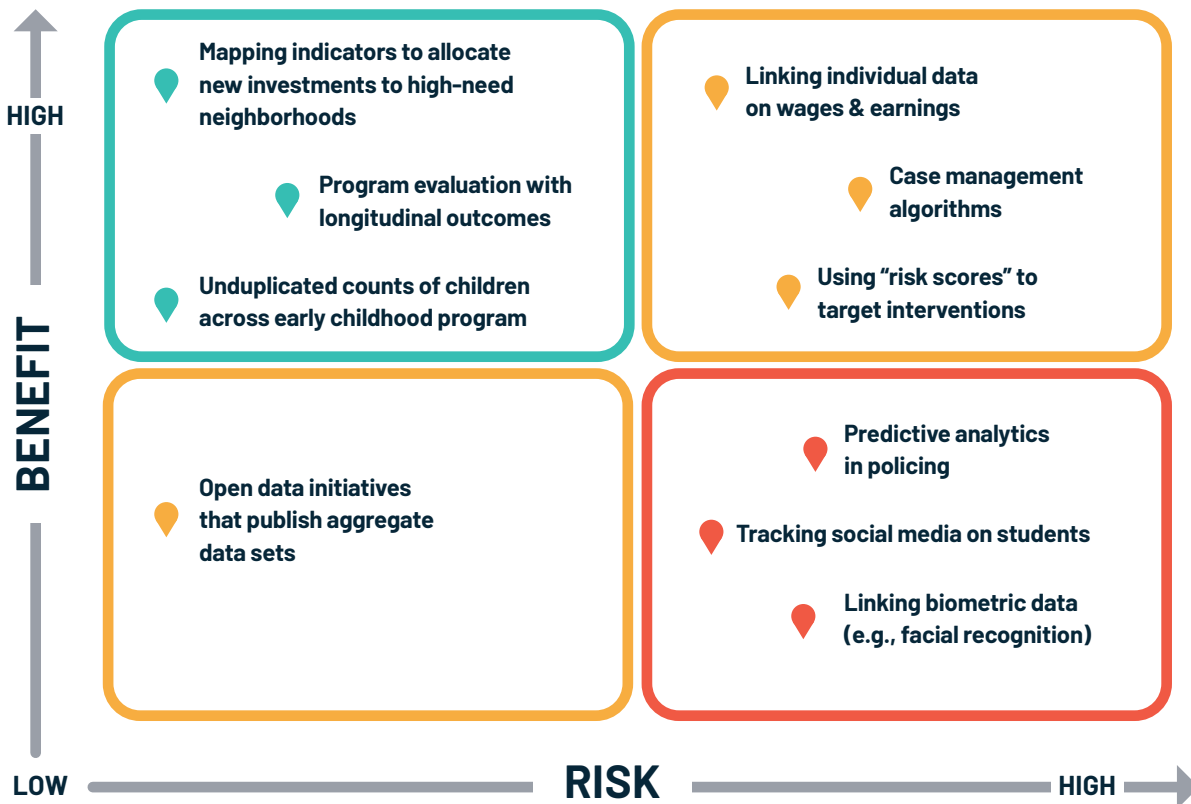 HIGH
BENEFIT
LOW
Mapping indicators to allocate
new investments to high-need
neighborhoods
Program evaluation with
longitudinal outcomes
Unduplicated counts of children
across early childhood program
Linking individual data
on wages & earnings
Case management
algorithms
Using “risk scores” to
target interventions
Open data initiatives
that publish aggregate
data sets
Predictive analytics
in policing
Tracking social media on students
Linking biometric data
(e.g., facial recognition)
RISK
HIGH